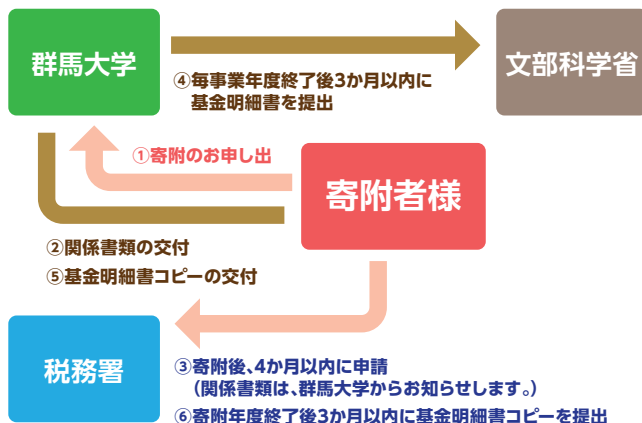 群馬大学
文部科学省
④毎事業年度終了後3か月以内に
基金明細書を提出
①寄附のお申し出
寄附者様
②関係書類の交付
⑤基金明細書コピーの交付
税務署
③寄附後、4か月以内に申請
(関係書類は、群馬大学からお知らせします。)
⑥寄附年度終了後3か月以内に基金明細書コピーを提出